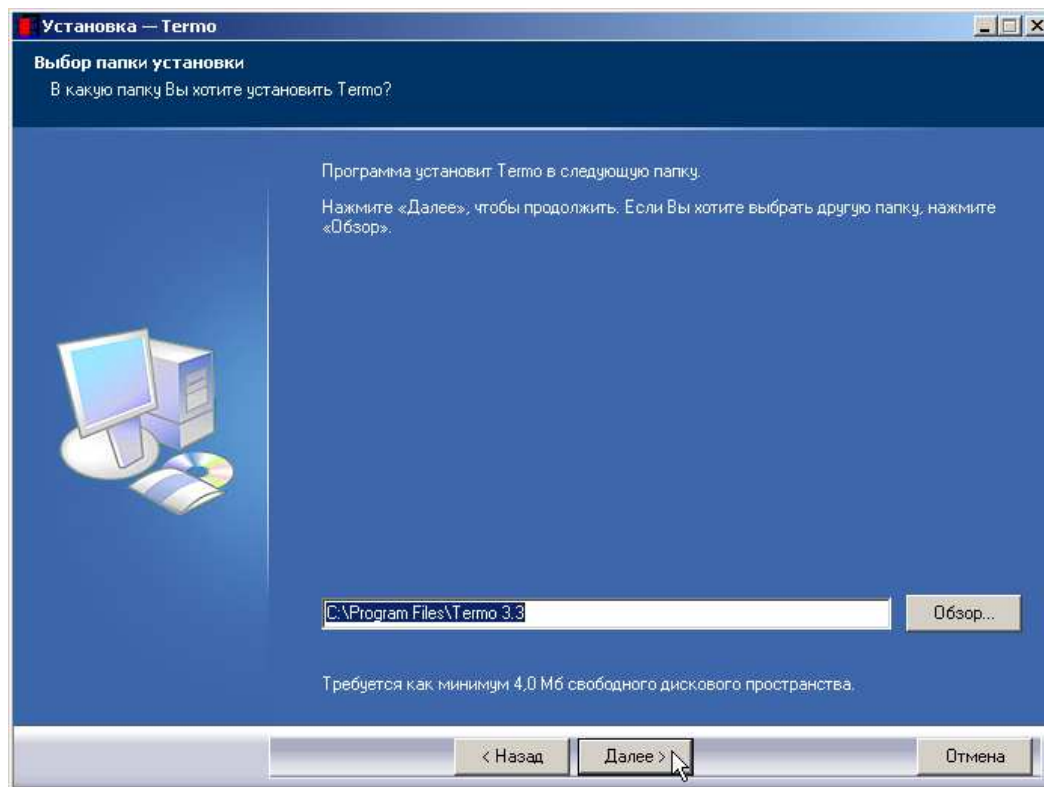 Установка — Termo
Выбор папки установки
В какую папку Вы хотите установить Termo?
Программа установит Termo в следующую папку.
Нажмите «Далее», чтобы продолжить. Если Вы хотите выбрать другую папку, нажмите
«Обзор».
C:\Program Files\Termo 3.3
Обзор...
Требуется как минимум 4,0 Мб свободного дискового пространства.
< Назад
Далее >
Отмена